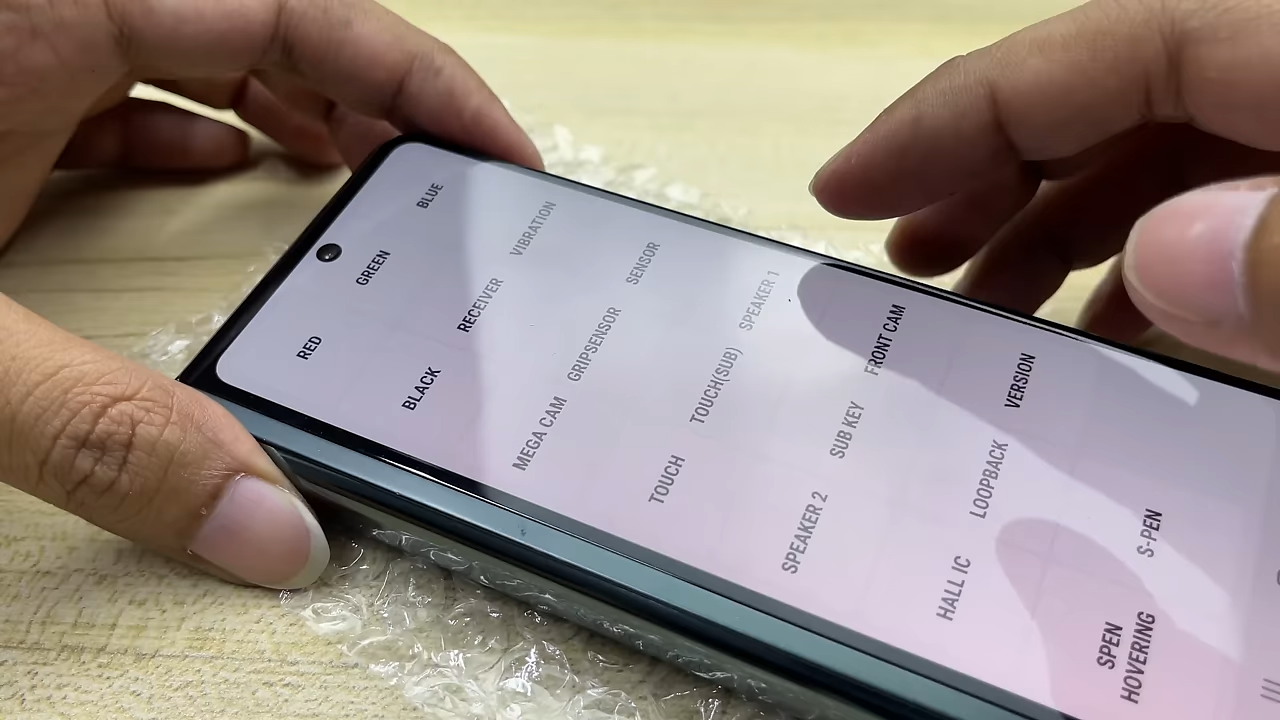 RED
GREEN
BLUE
BLACK
RECEIVER
VIBRATION
MEGA CAM
GRIPSENSOR
SENSOR
TOUCH
TOUCH(SUB)
SPEAKER 1
SPEAKER 2
SUB KEY
FRONT CAM
HALL IC
LOOPBACK
VERSION
SPEN
HOVERING
S-PEN